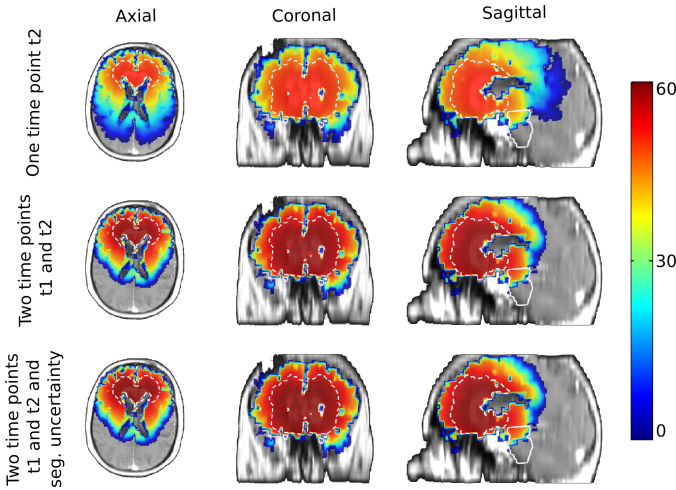 Axial
Coronal
Sagittal
One time point t2
Two time points
t1 and t2
Two time points
t1 and t2 and
seg. uncertainty
60
30
0